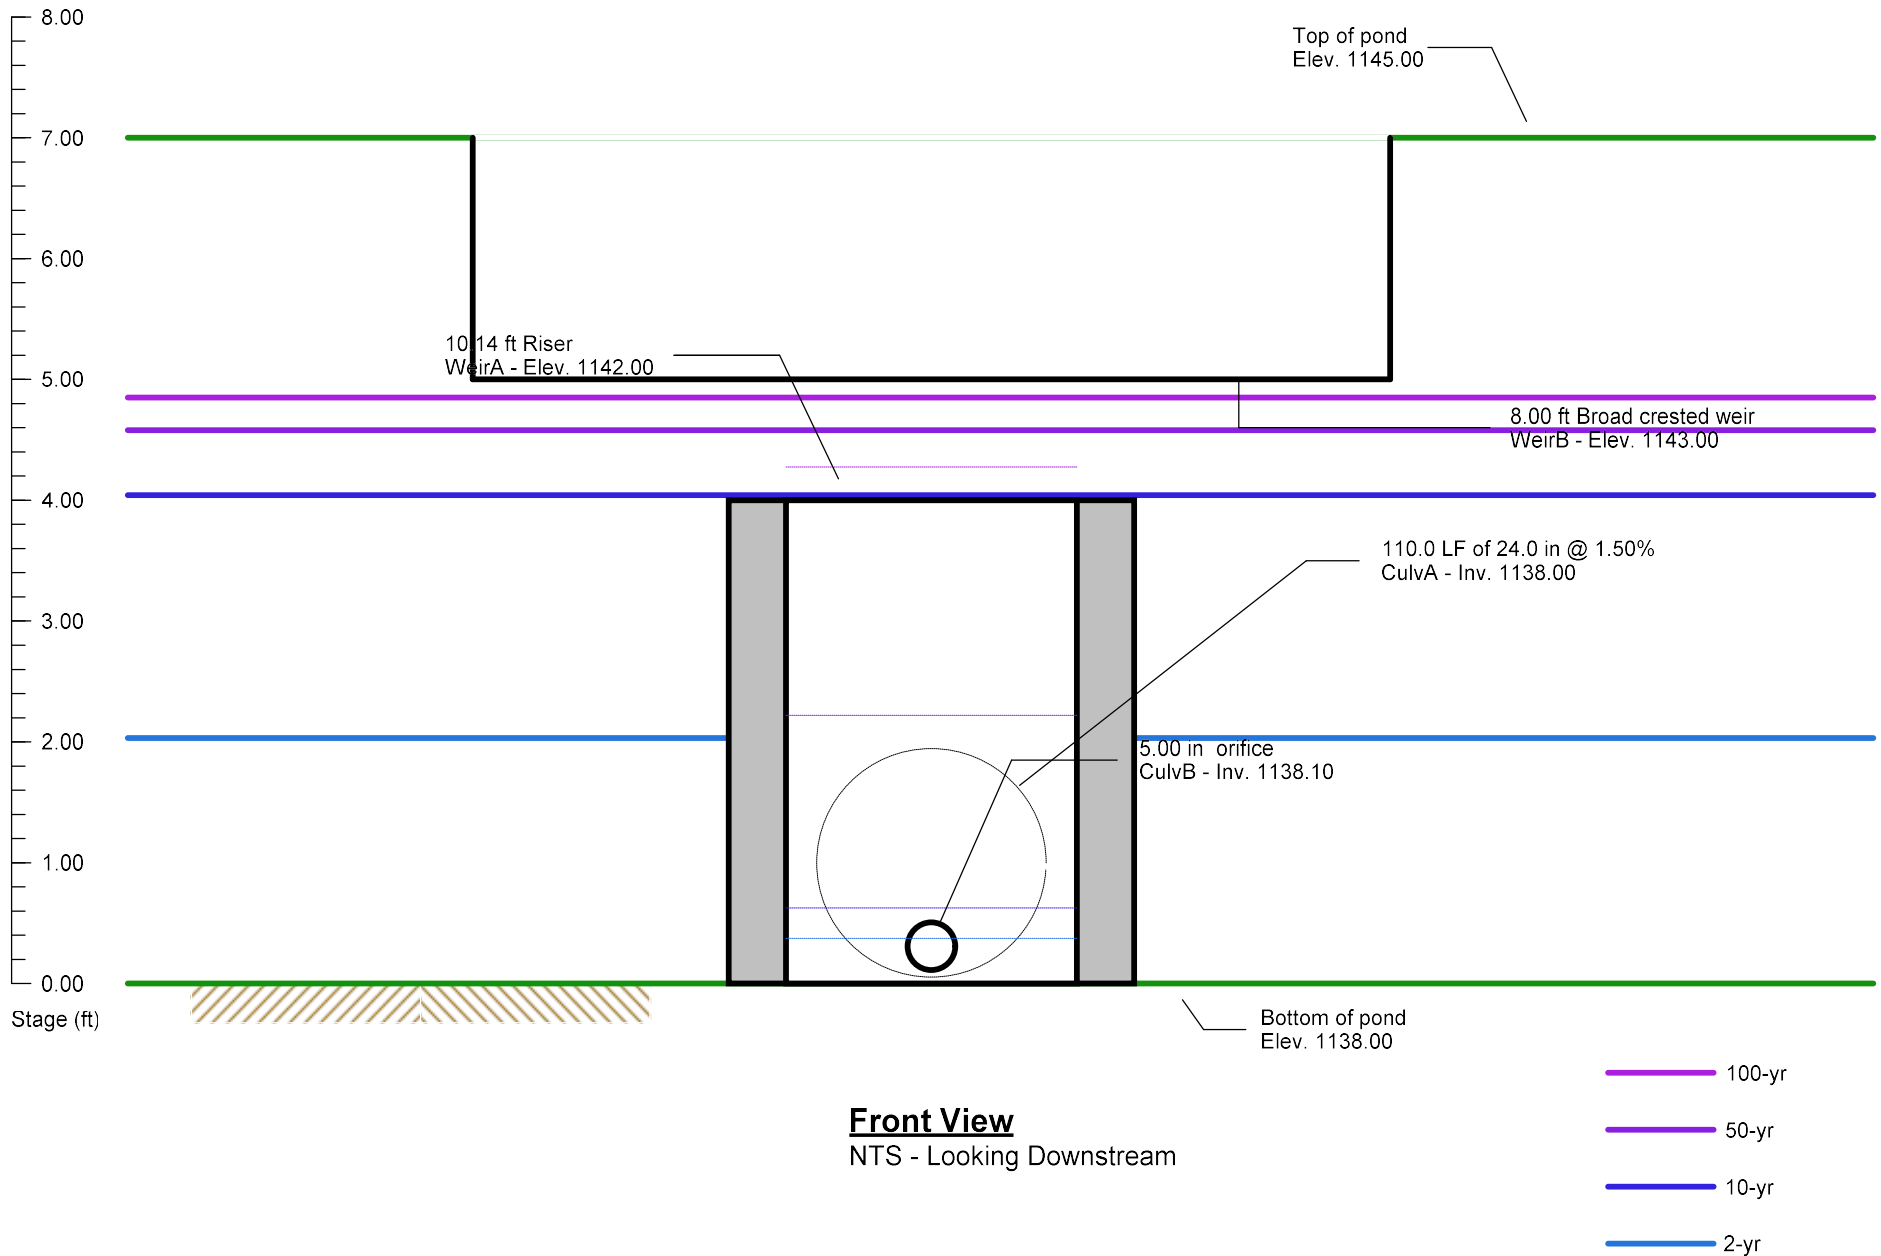 8.00
Top of pond
Elev. 1145.00
7.00
6.00
10.14 ft Riser
WeirA - Elev. 1142.00
5.00
8.00 ft Broad crested weir
WeirB - Elev. 1143.00
4.00
110.0 LF of 24.0 in @ 1.50%
CulvA - Inv. 1138.00
3.00
2.00
5.00 in orifice
CulvB - Inv. 1138.10
1.00
0.00
Stage (ft)
Bottom of pond
Elev. 1138.00
100-yr
Front View
50-yr
NTS - Looking Downstream
10-yr
2-yr